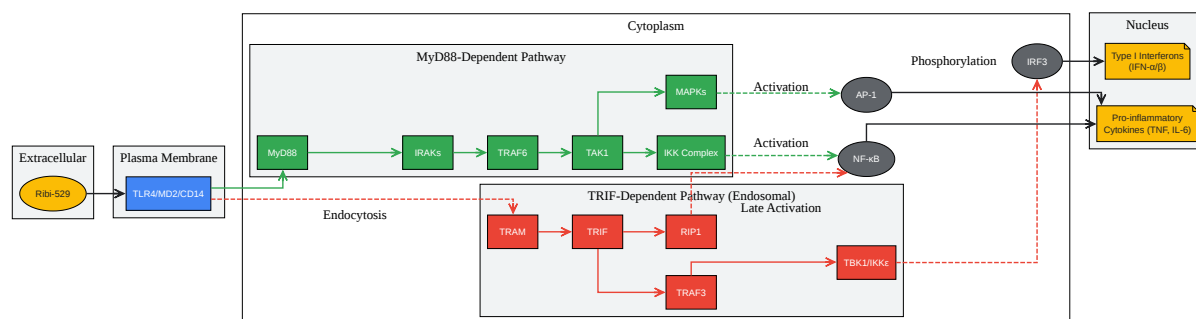 Extracellular
Ribi-529
Plasma Membrane
TLR4/MD2/CD14
Cytoplasm
MyD88-Dependent Pathway
MyD88
IRAKs
TRAF6
TAK1
MAPKs
IKK Complex
Activation
Activation
AP-1
NF-κB
Phosphorylation
IRF3
Endocytosis
TRIF-Dependent Pathway (Endosomal)
Late Activation
TRAM
TRIF
RIP1
TRAF3
TBK1/IKKε
Nucleus
Type I Interferons
(IFN-α/β)
Pro-inflammatory
Cytokines (TNF, IL-6)